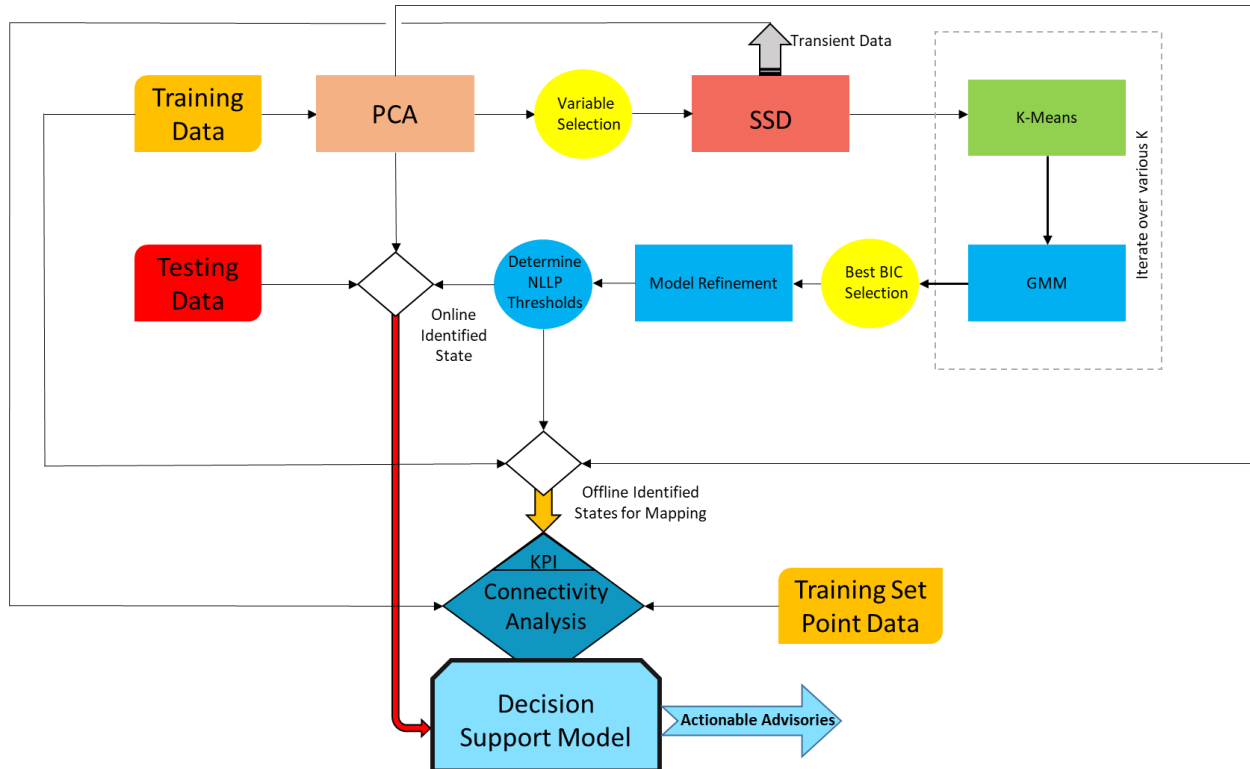 Transient Data
Training
Data
PCA
Variable
Selection
SSD
K-Means
Iterate over various K
Testing
Data
Determine
NLLP
Thresholds
Model Refinement
Best BIC
Selection
GMM
Online
Identified
State
Offline Identified
States for Mapping
KPI
Connectivity
Analysis
Training Set
Point Data
Decision
Support Model
Actionable Advisories